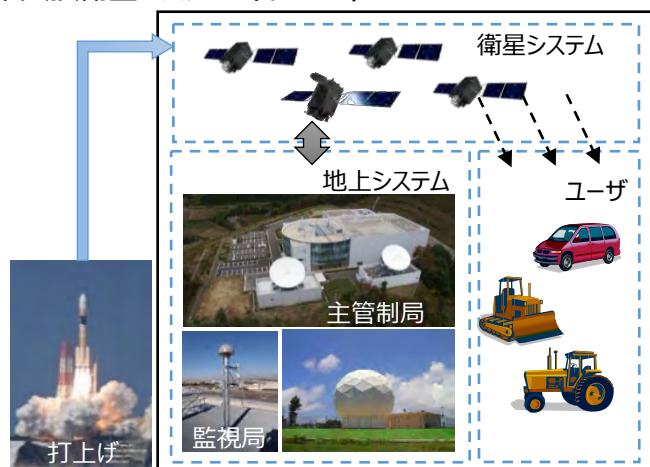 衛星システム
地上システム
ユーザ
主管制局
監視局
打上げ